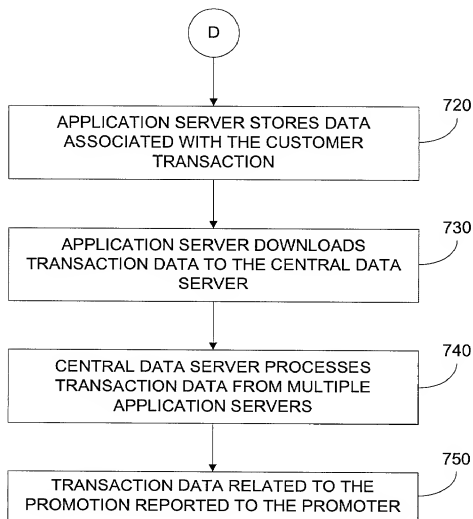 D
720
APPLICATION SERVER STORES DATA
ASSOCIATED WITH THE CUSTOMER
TRANSACTION
730
APPLICATION SERVER DOWNLOADS
TRANSACTION DATA TO THE CENTRAL DATA
SERVER
740
CENTRAL DATA SERVER PROCESSES
TRANSACTION DATA FROM MULTIPLE
APPLICATION SERVERS
750
TRANSACTION DATA RELATED TO THE
PROMOTION REPORTED TO THE PROMOTER